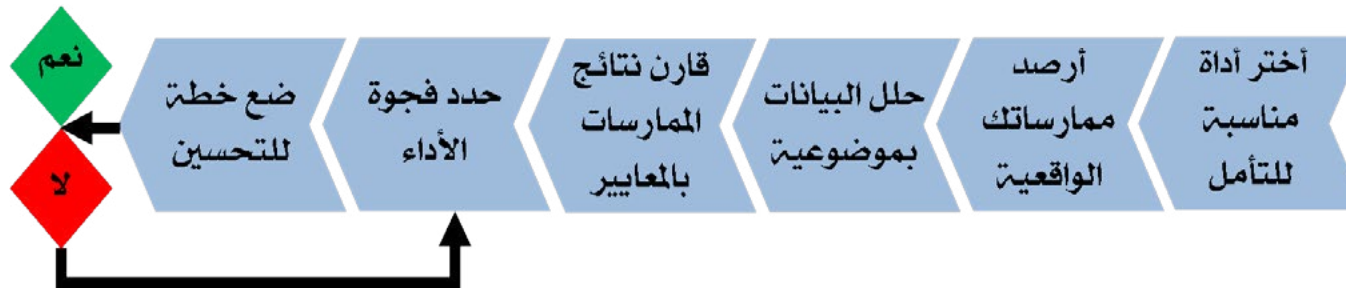 أختر أداة
مناسبة
للتأمل
أرصد
ممارساتك
الواقعية
حلل البيانات
بموضوعية
قارن نتائج
الممارسات
بالمعايير
حدد فجوة
الأداء
ضع خطة
للتحسين
نعم
لا